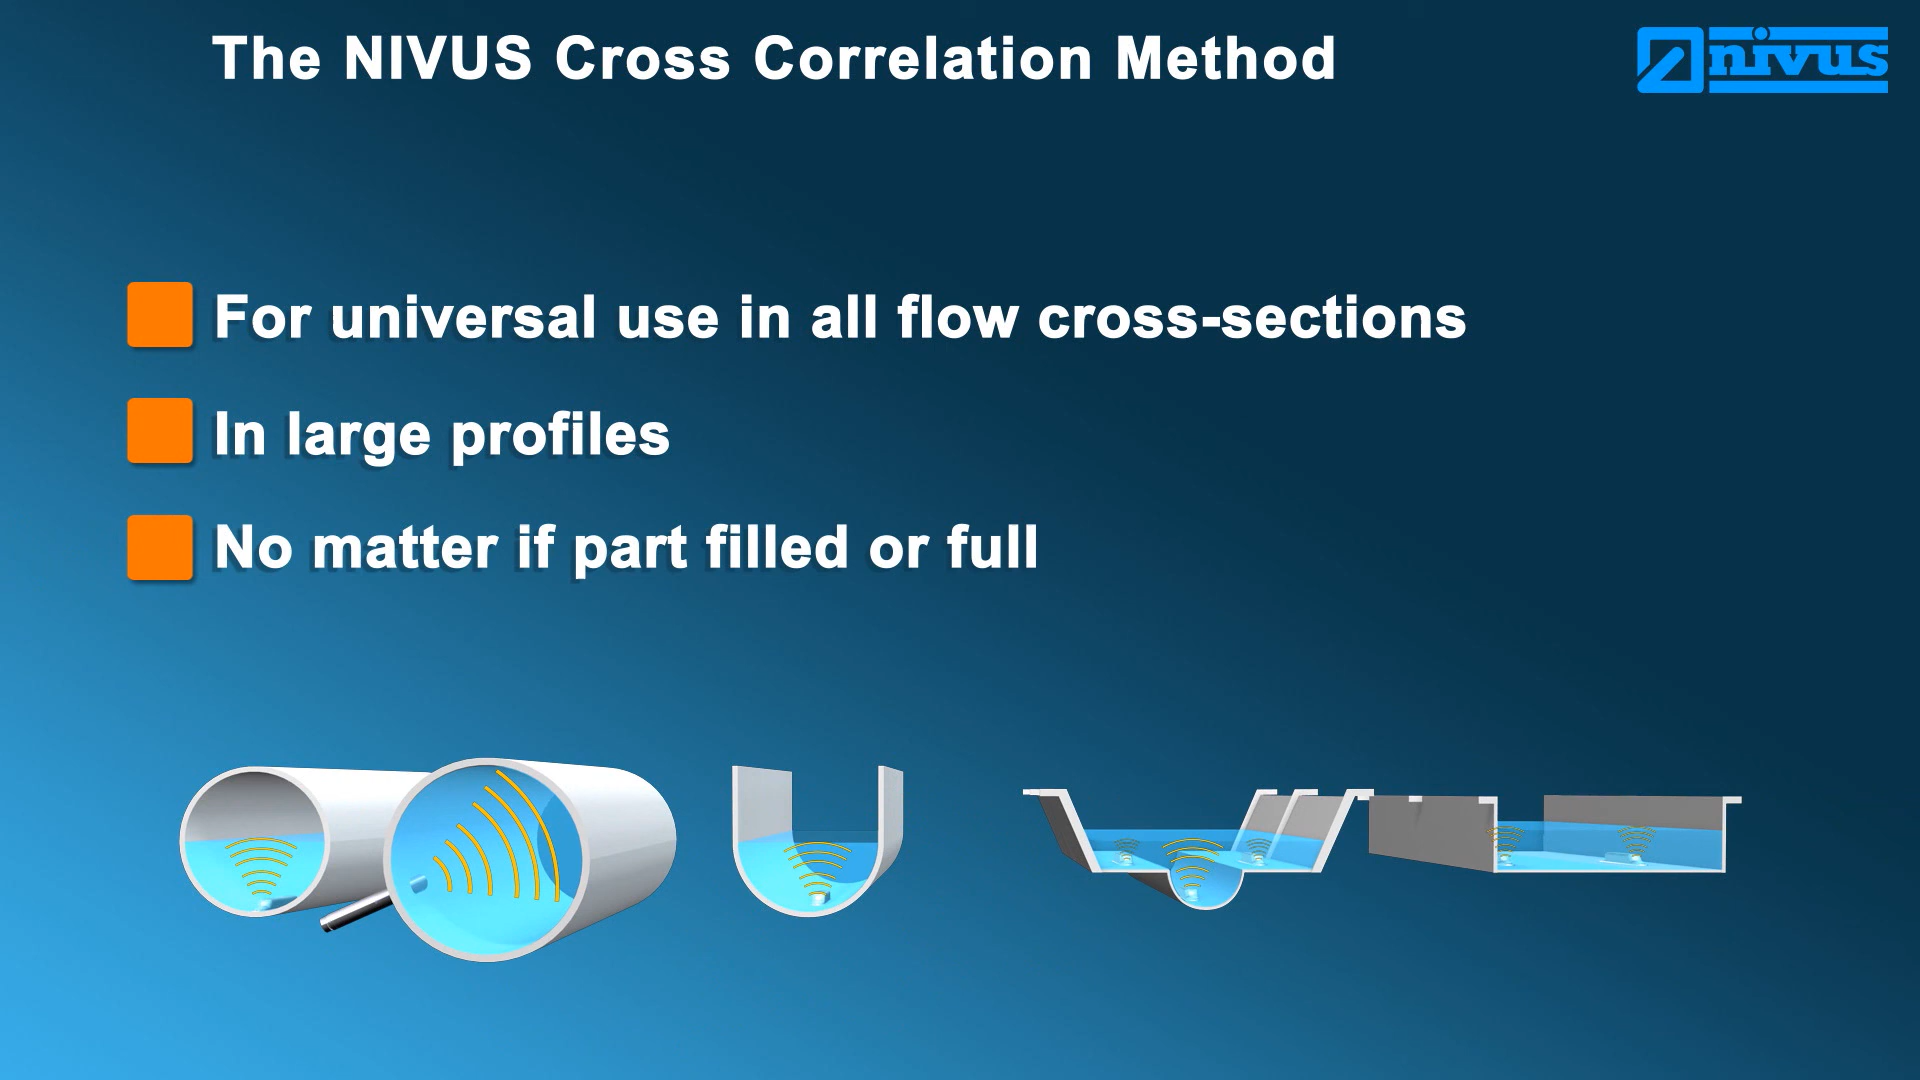 The NIVUS Cross Correlation Method
nivus
For universal use in all flow cross-sections
In large profiles
No matter if part filled or full